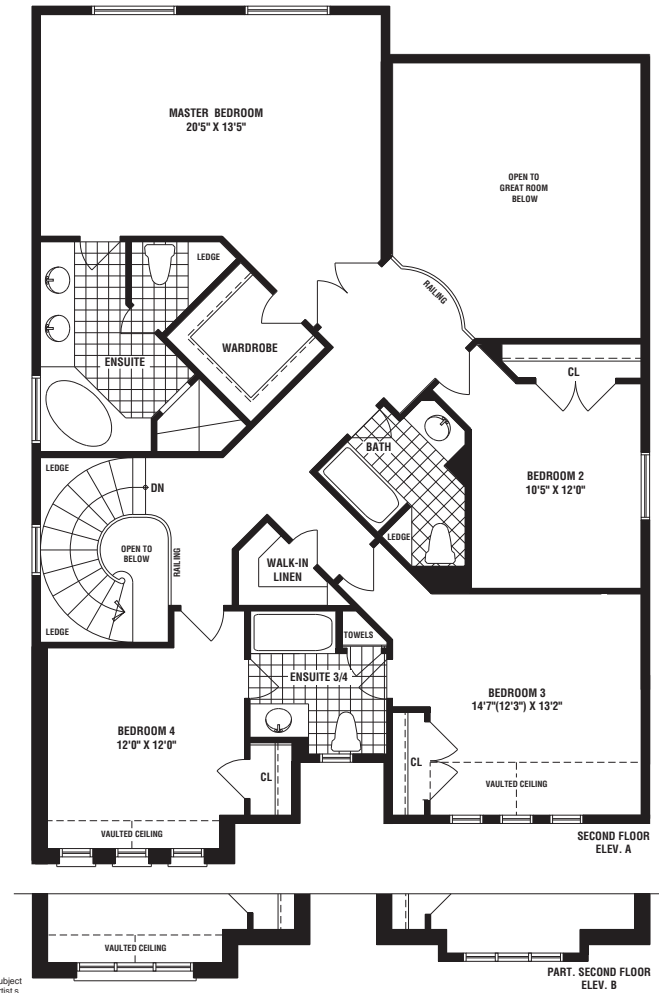 MASTER BEDROOM
20'5" X 13'5"
OPEN TO
GREAT ROOM
BELOW
LEDGE
RAILING
WARDROBE
ENSUITE
CL
BATH
BEDROOM 2
10'5" X 12'0"
LEDGE
DN
OPEN TO
BELOW
RAILING
LEDGE
WALK-IN
LINEN
LEDGE
TOWELS
ENSUITE 3/4
BEDROOM 3
14'7"(12'3") X 13'2"
BEDROOM 4
12'0" X 12'0"
CL
CL
VAULTED CEILING
VAULTED CEILING
SECOND FLOOR
ELEV. A
VAULTED CEILING
PART. SECOND FLOOR
ELEV. B